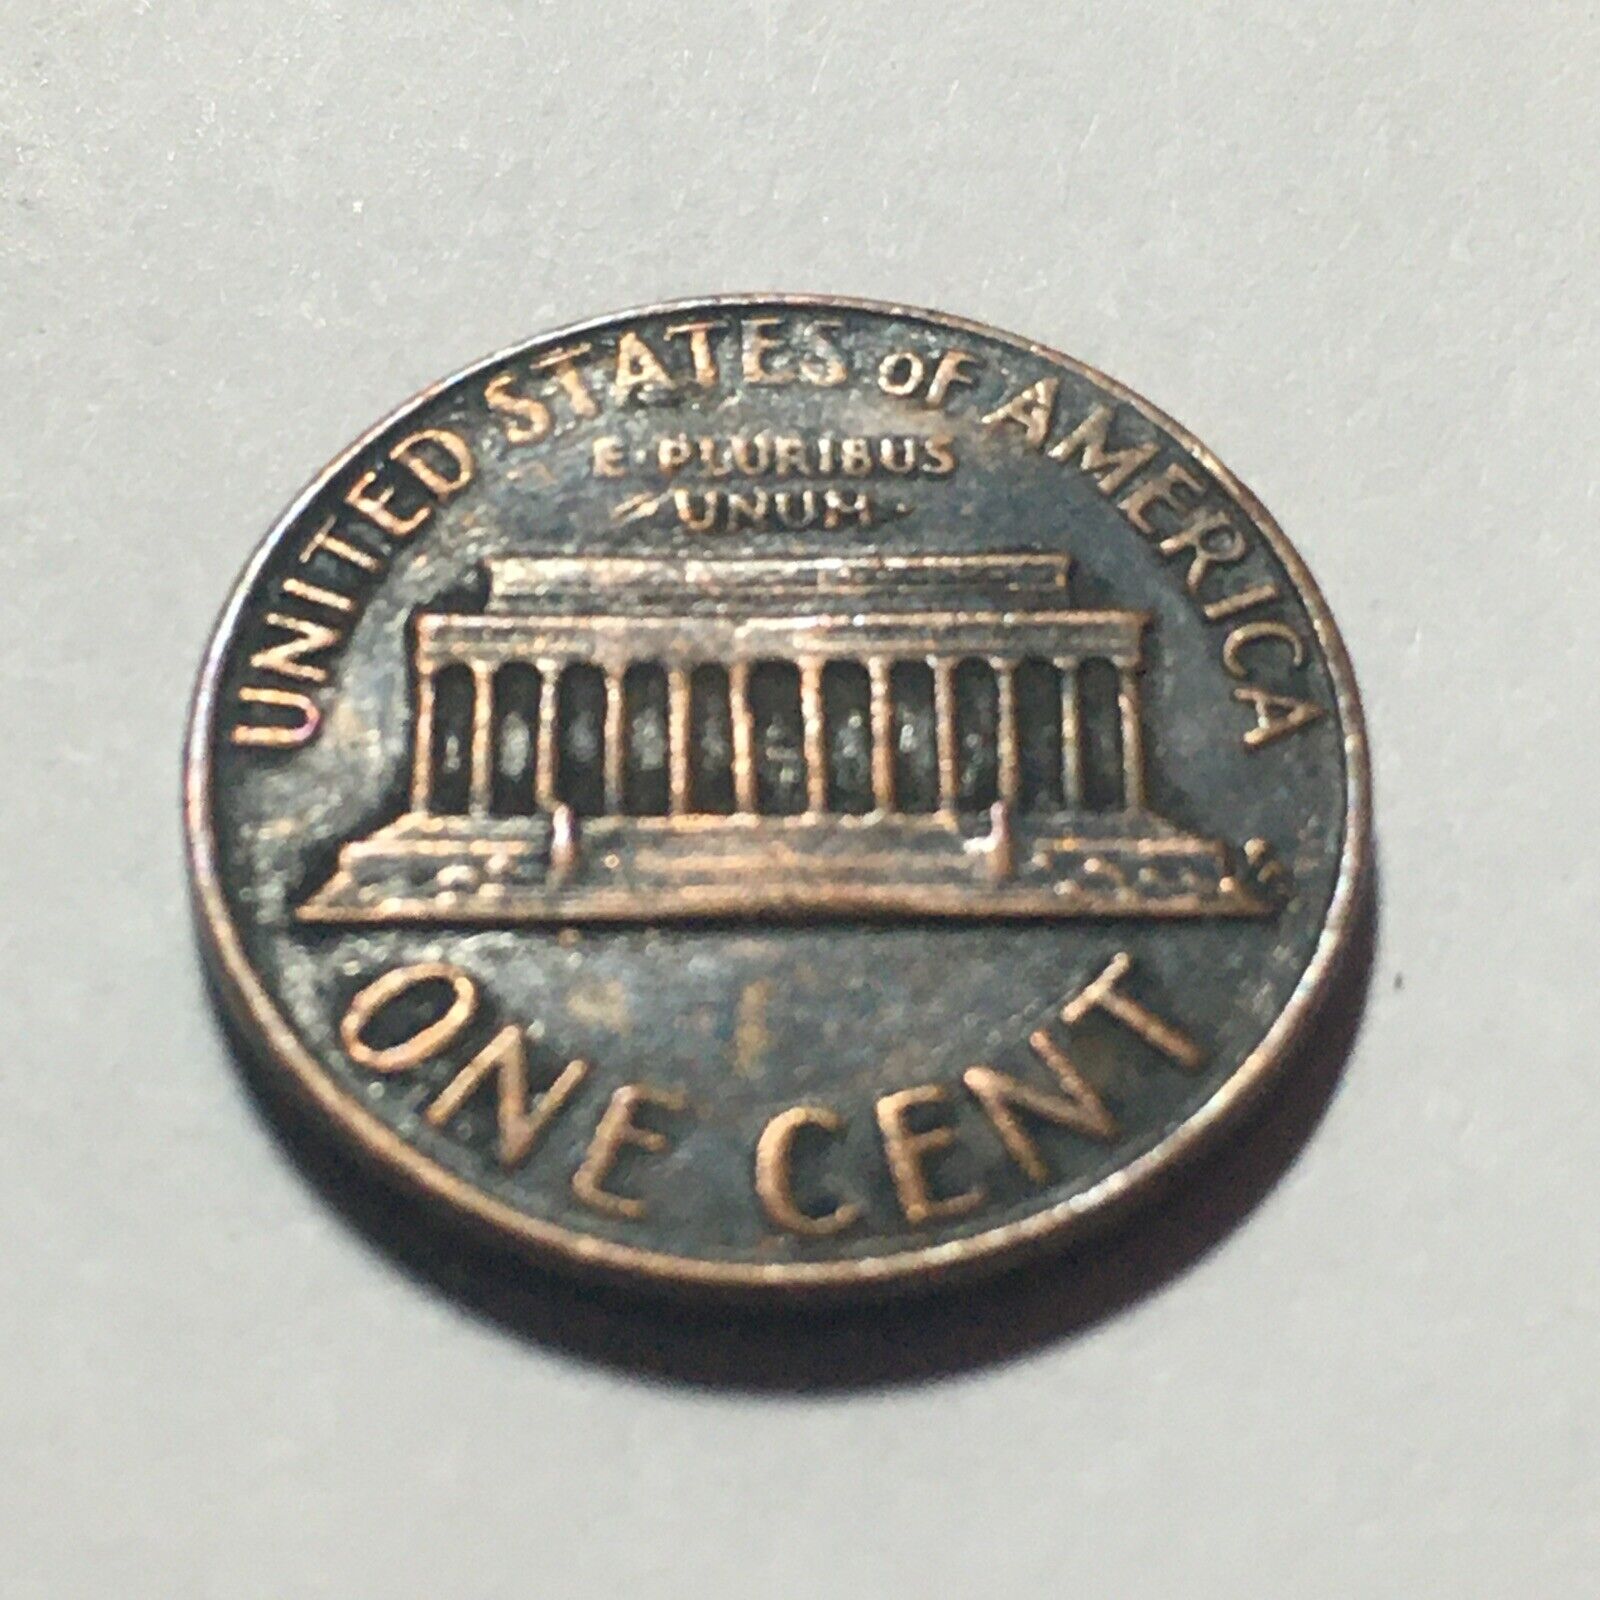 UNITED STATES OF AMERICA
E·PLURIBUS
UNUM
ONE CENT